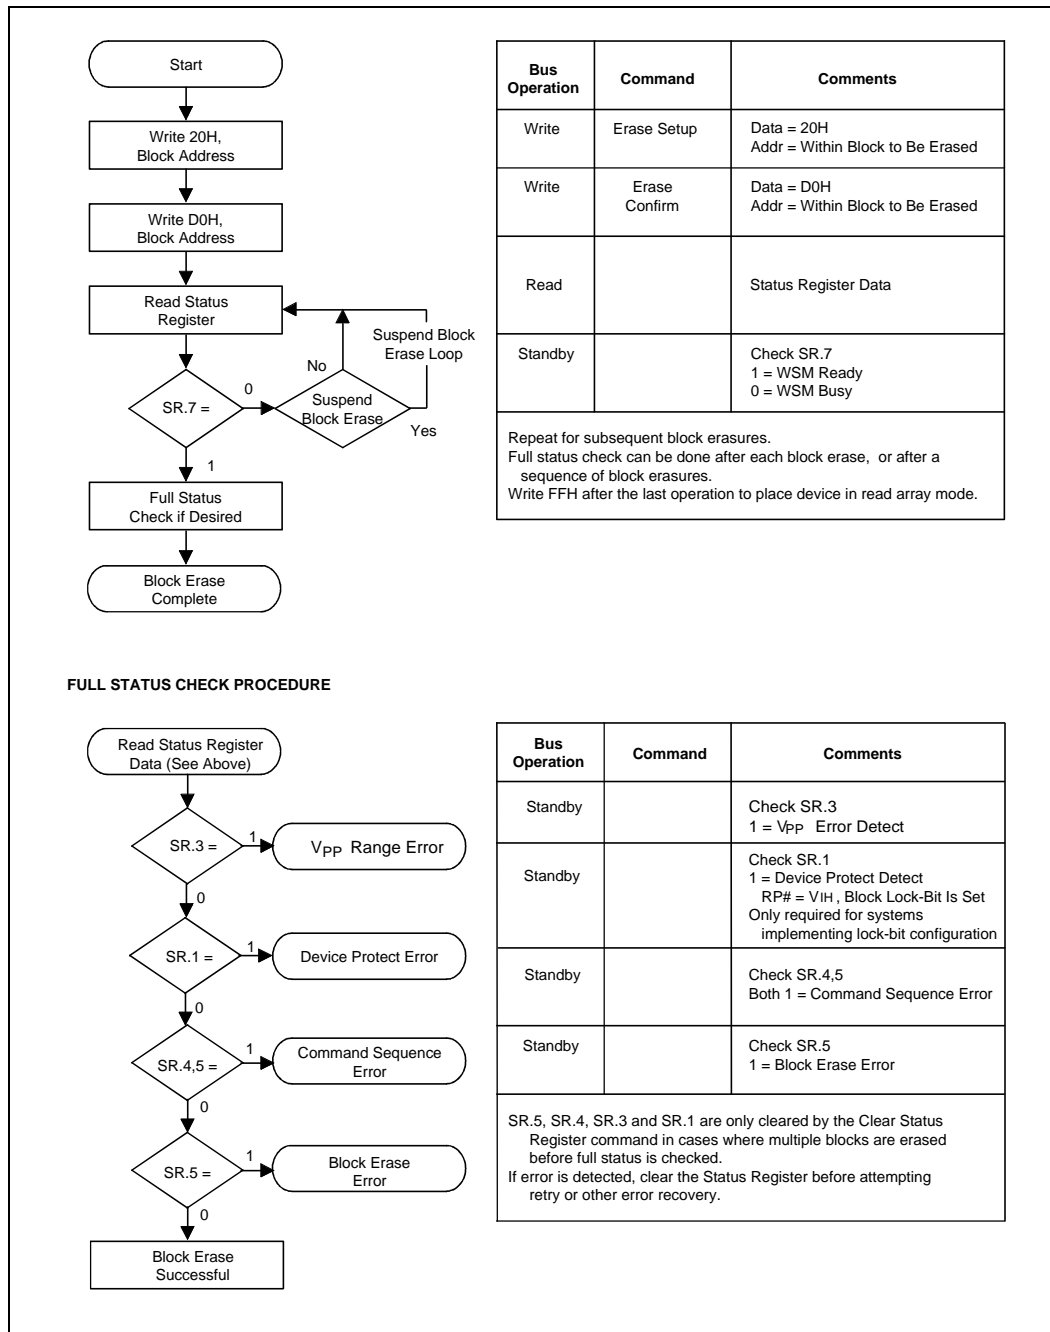 Start
Write 20H,
Block Address
Write D0H,
Block Address
Read Status
Register
Suspend Block
Erase Loop
No
0
SR.7 =
Suspend
Block Erase
Yes
1
Full Status
Check if Desired
Block Erase
Complete
Bus
Operation
Command
Comments
Write
Erase Setup
Data = 20H
Addr = Within Block to Be Erased
Write
Erase
Confirm
Data = D0H
Addr = Within Block to Be Erased
Read
Status Register Data
Standby
Check SR.7
1 = WSM Ready
0 = WSM Busy
Repeat for subsequent block erasures.
Full status check can be done after each block erase, or after a
sequence of block erasures.
Write FFH after the last operation to place device in read array mode.
FULL STATUS CHECK PROCEDURE
Read Status Register
Data (See Above)
SR.3 =
1
VPP Range Error
0
SR.1 =
1
Device Protect Error
0
SR.4,5 =
1
Command Sequence
Error
0
SR.5 =
1
Block Erase
Error
0
Block Erase
Successful
Bus
Operation
Command
Comments
Standby
Check SR.3
1 = VPP Error Detect
Standby
Check SR.1
1 = Device Protect Detect
RP# = VIH , Block Lock-Bit Is Set
Only required for systems
implementing lock-bit configuration
Standby
Check SR.4,5
Both 1 = Command Sequence Error
Standby
Check SR.5
1 = Block Erase Error
SR.5, SR.4, SR.3 and SR.1 are only cleared by the Clear Status
Register command in cases where multiple blocks are erased
before full status is checked.
If error is detected, clear the Status Register before attempting
retry or other error recovery.